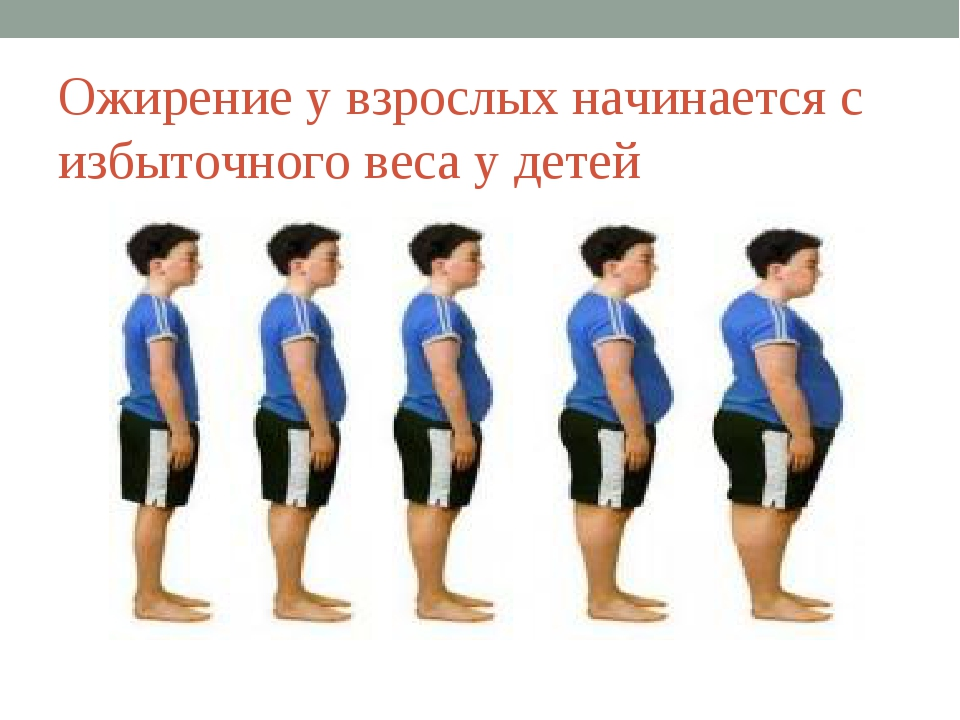 Ожирение у взрослых начинается с
избыточного веса у детей